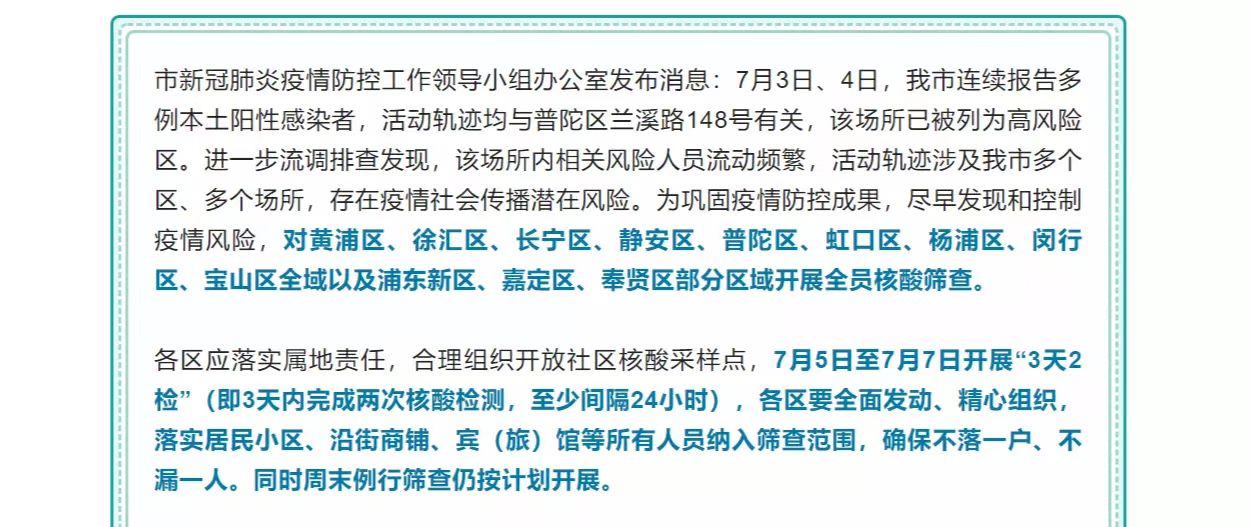 市新冠肺炎疫情防控工作领导小组办公室发布消息：7月3日、4日，我市连续报告多
例本土阳性感染者，活动轨迹均与普陀区兰溪路148号有关，该场所已被列为高风险
区。进一步流调排查发现，该场所内相关风险人员流动频繁，活动轨迹涉及我市多个
区、多个场所，存在疫情社会传播潜在风险。为巩固疫情防控成果，尽早发现和控制
疫情风险，对黄浦区、徐汇区、长宁区、静安区、普陀区、虹口区、杨浦区、闵行
区、宝山区全域以及浦东新区、嘉定区、奉贤区部分区域开展全员核酸筛查。
各区应落实属地责任，合理组织开放社区核酸采样点，7月5日至7月7日开展“3天2
检”（即3天内完成两次核酸检测，至少间隔24小时），各区要全面发动、精心组织，
落实居民小区、沿街商铺、宾（旅）馆等所有人员纳入筛查范围，确保不落一户、不
漏一人。同时周末例行筛查仍按计划开展。